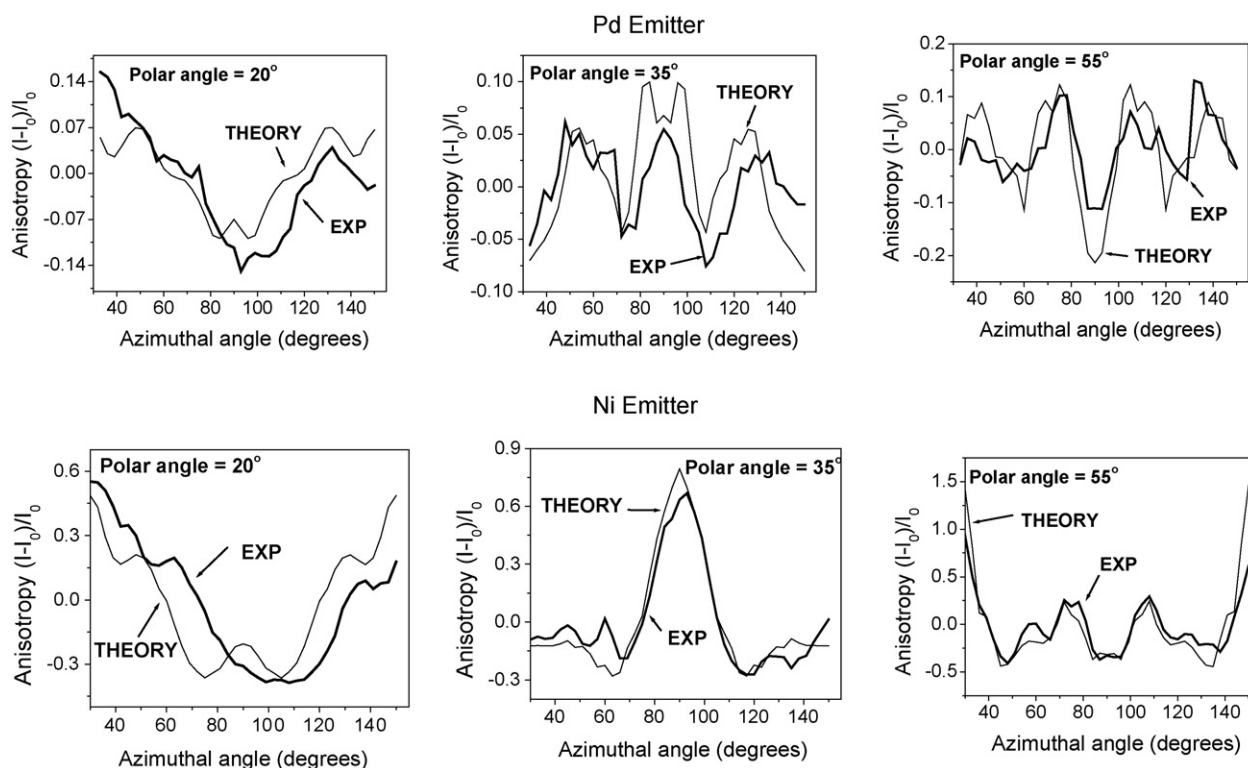 Pd Emitter
Anisotropy (I-I₀)/I₀
0.14
0.07
0.00
-0.07
-0.14
Polar angle = 20°
THEORY
EXP
40 60 80 100 120 140
Azimuthal angle (degrees)
Anisotropy (I-I₀)/I₀
0.10
0.05
0.00
-0.05
-0.10
Polar angle = 35°
THEORY
EXP
40 60 80 100 120 140
Azimuthal angle (degrees)
Anisotropy (I-I₀)/I₀
0.2
0.1
0.0
-0.1
-0.2
Polar angle = 55°
EXP
THEORY
40 60 80 100 120 140
Azimuthal angle (degrees)
Ni Emitter
Anisotropy (I-I₀)/I₀
0.6
0.3
0.0
-0.3
Polar angle = 20°
EXP
THEORY
40 60 80 100 120 140
Azimuthal angle (degrees)
Anisotropy (I-I₀)/I₀
0.9
0.6
0.3
0.0
-0.3
Polar angle = 35°
THEORY
EXP
40 60 80 100 120 140
Azimuthal angle (degrees)
Anisotropy (I-I₀)/I₀
1.5
1.0
0.5
0.0
-0.5
Polar angle = 55°
THEORY
EXP
40 60 80 100 120 140
Azimuthal angle (degrees)